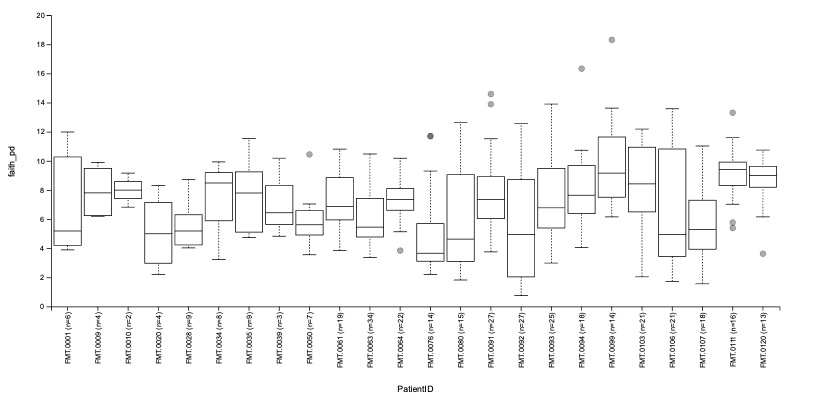 20
18
16
14
12
10
8
6
4
2
0
faifh_pd
FMT.0001 (n=6)
FMT.0009 (n=4)
FMT.0010 (n=2)
FMT.0020 (n=4)
FMT.0028 (n=9)
FMT.0034 (n=8)
FMT.0035 (n=9)
FMT.0039 (n=3)
FMT.0050 (n=7)
FMT.0061 (n=19)
FMT.0063 (n=34)
FMT.0064 (n=22)
FMT.0076 (n=14)
FMT.0080 (n=15)
FMT.0091 (n=27)
FMT.0092 (n=27)
FMT.0093 (n=25)
FMT.0094 (n=18)
FMT.0099 (n=14)
FMT.0103 (n=21)
FMT.0106 (n=21)
FMT.0107 (n=18)
FMT.0111 (n=16)
FMT.0120 (n=13)
PatientID